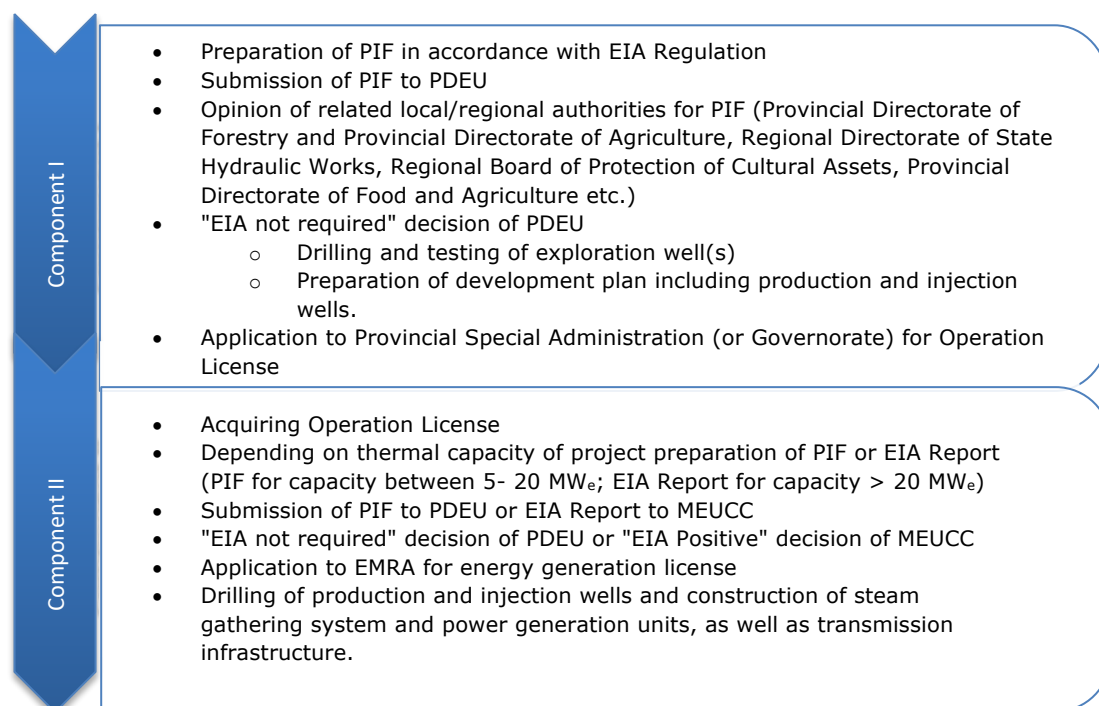 Component I
• Preparation of PIF in accordance with EIA Regulation
• Submission of PIF to PDEU
• Opinion of related local/regional authorities for PIF (Provincial Directorate of
Forestry and Provincial Directorate of Agriculture, Regional Directorate of State
Hydraulic Works, Regional Board of Protection of Cultural Assets, Provincial
Directorate of Food and Agriculture etc.)
• "EIA not required" decision of PDEU
o Drilling and testing of exploration well(s)
o Preparation of development plan including production and injection
wells.
• Application to Provincial Special Administration (or Governorate) for Operation
License
Component II
• Acquiring Operation License
• Depending on thermal capacity of project preparation of PIF or EIA Report
(PIF for capacity between 5- 20 MWₑ; EIA Report for capacity > 20 MWₑ)
• Submission of PIF to PDEU or EIA Report to MEUCC
• "EIA not required" decision of PDEU or "EIA Positive" decision of MEUCC
• Application to EMRA for energy generation license
• Drilling of production and injection wells and construction of steam
gathering system and power generation units, as well as transmission
infrastructure.